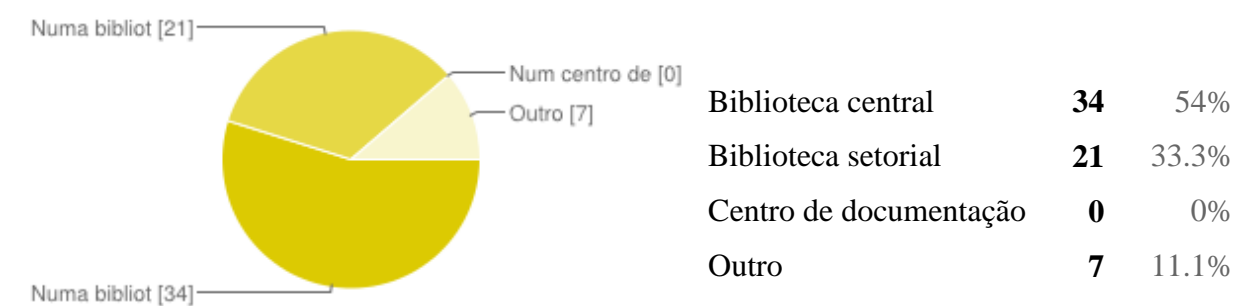 Numa bibliot [21]
Num centro de [0]
Outro [7]
Numa bibliot [34]
Biblioteca central 34 54%
Biblioteca setorial 21 33.3%
Centro de documentação 0 0%
Outro 7 11.1%